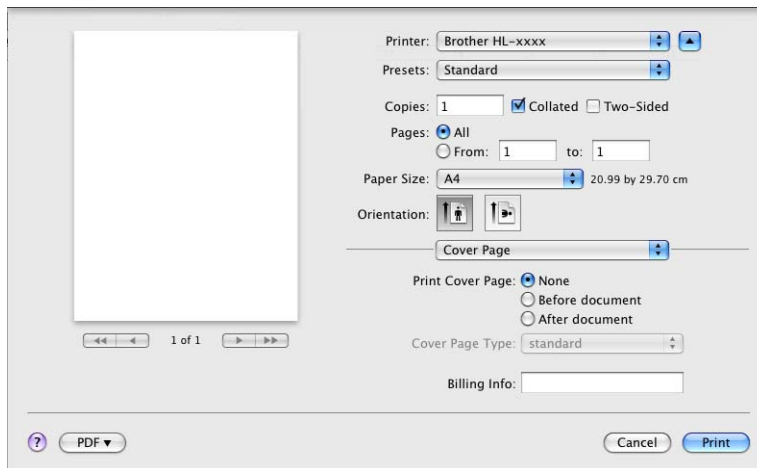 Printer: Brother HL-xxxx
Presets: Standard
Copies: 1 Collated Two-Sided
Pages: All
From: 1 to: 1
Paper Size: A4 20.99 by 29.70 cm
Orientation:
Cover Page
Print Cover Page: None
Before document
After document
Cover Page Type: standard
Billing Info:
1 of 1
? PDF Cancel Print